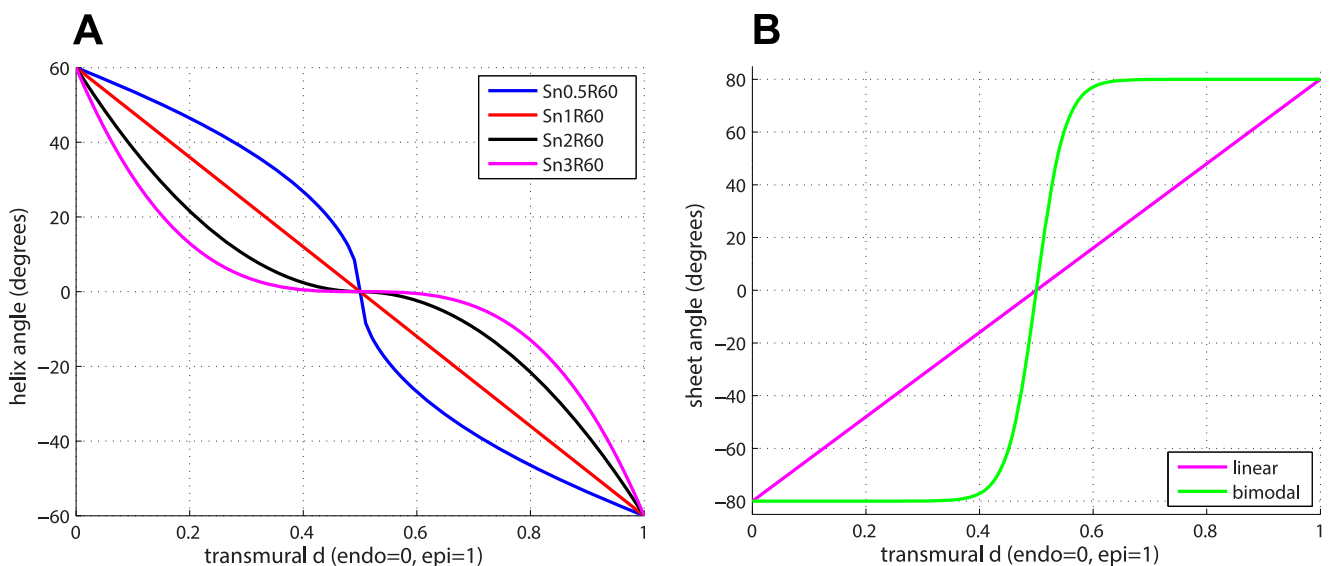 A
B
60
40
20
0
−20
−40
−60
helix angle (degrees)
Sn0.5R60
Sn1R60
Sn2R60
Sn3R60
0
0.2
0.4
0.6
0.8
1
transmural d (endo=0, epi=1)
80
60
40
20
0
−20
−40
−60
−80
sheet angle (degrees)
linear
bimodal
0
0.2
0.4
0.6
0.8
1
transmural d (endo=0, epi=1)